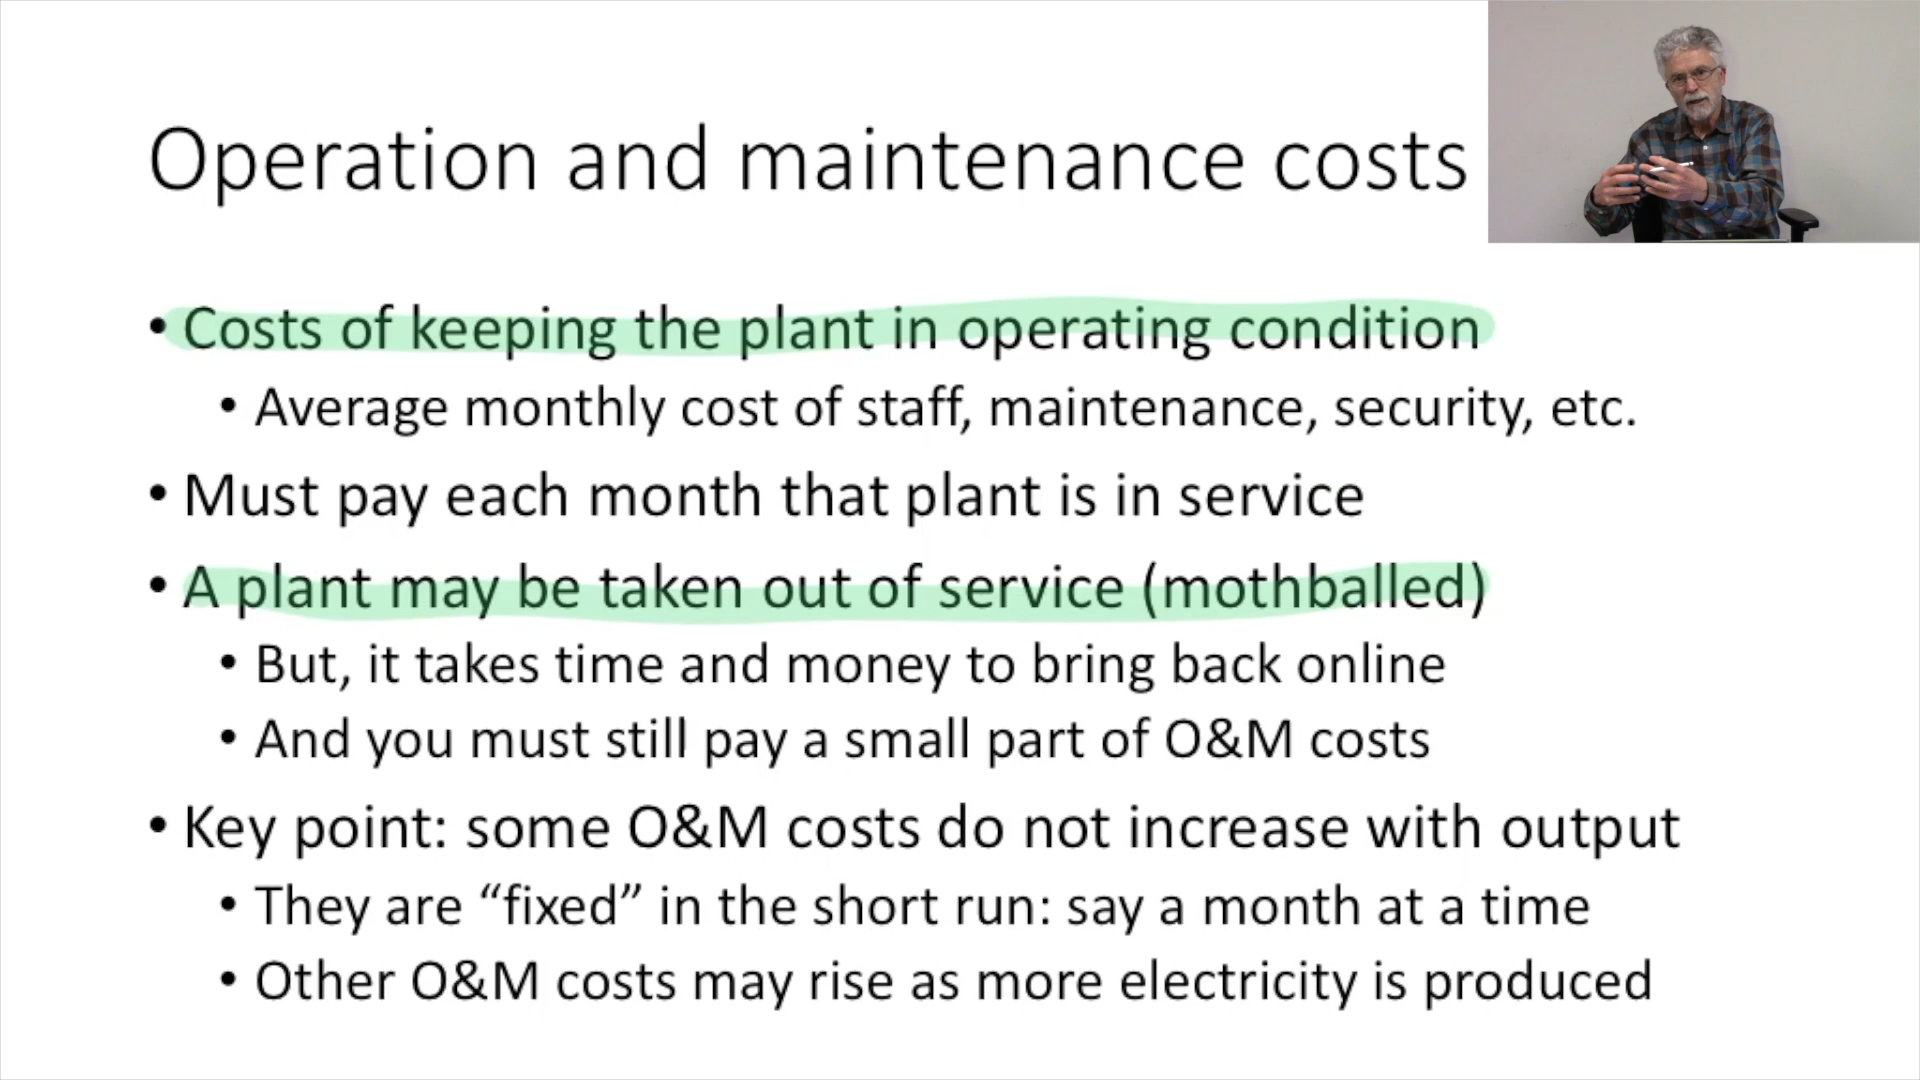 Operation and maintenance costs
• Costs of keeping the plant in operating condition
• Average monthly cost of staff, maintenance, security, etc.
• Must pay each month that plant is in service
• A plant may be taken out of service (mothballed)
• But, it takes time and money to bring back online
• And you must still pay a small part of O&M costs
• Key point: some O&M costs do not increase with output
• They are “fixed” in the short run: say a month at a time
• Other O&M costs may rise as more electricity is produced